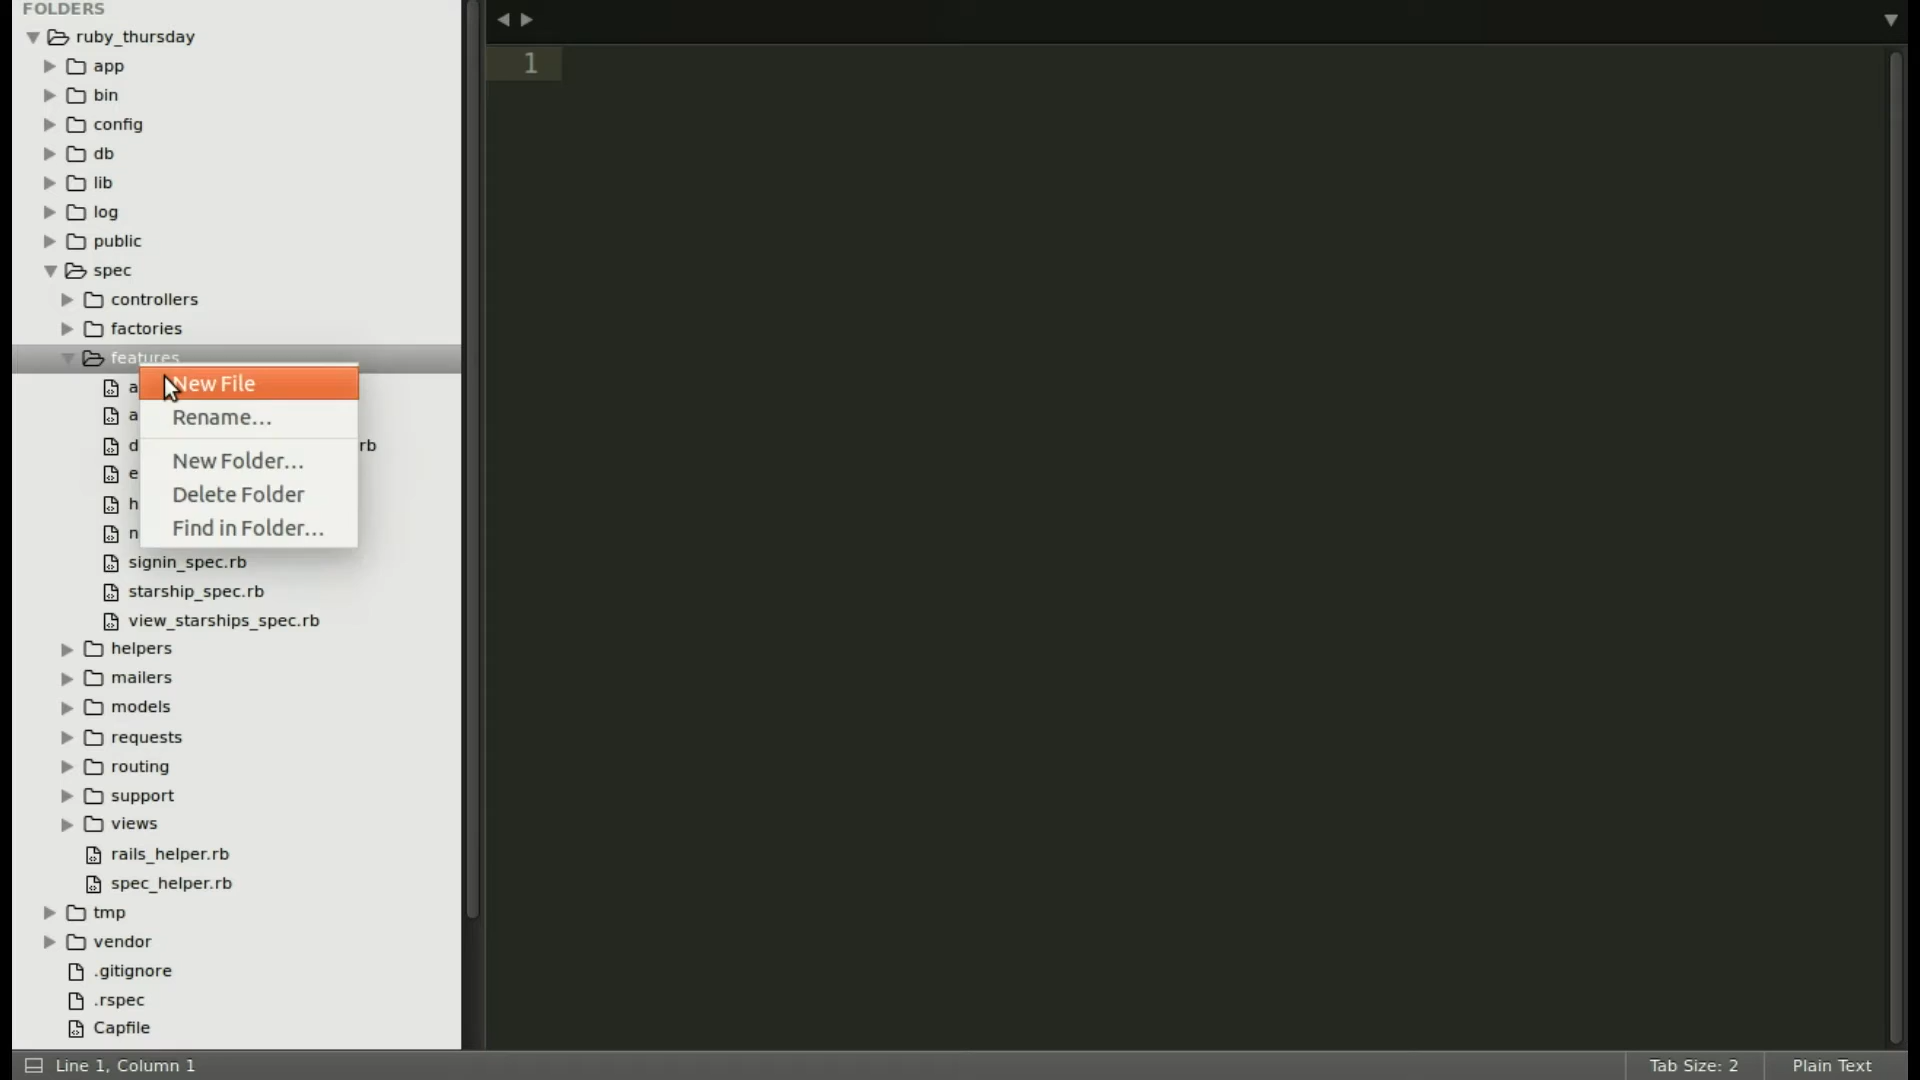 FOLDERS
ruby_thursday
app
bin
config
db
lib
log
public
spec
controllers
factories
features
New File
Rename...
rb
New Folder...
Delete Folder
Find in Folder...
signin_spec.rb
starship_spec.rb
view_starships_spec.rb
helpers
mailers
models
requests
routing
support
views
rails_helper.rb
spec_helper.rb
tmp
vendor
.gitignore
.rspec
Capfile
1
Line 1, Column 1
Tab Size: 2
Plain Text